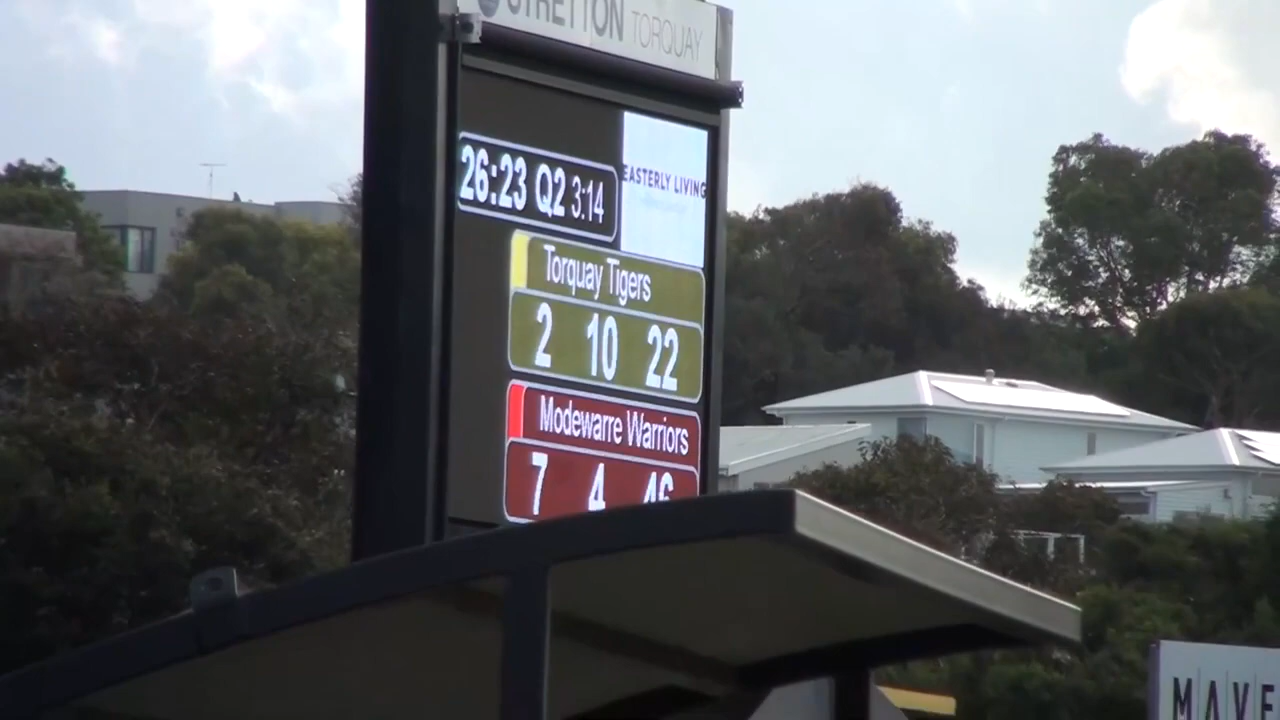 STRETTON TORQUAY
26:23 Q2 3:14
EASTERLY LIVING
Torquay Tigers
2 10 22
Modewarre Warriors
7 4 46
MAVE